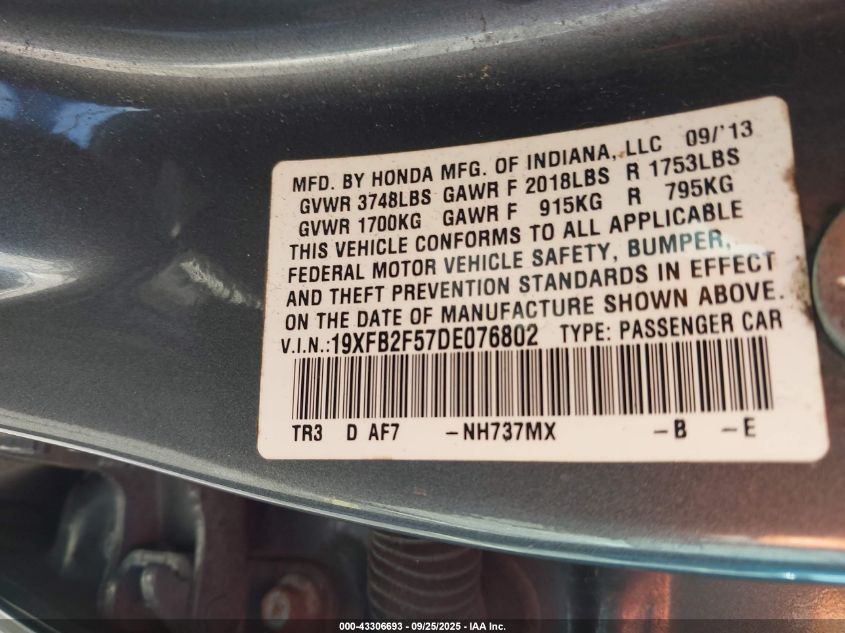 MFD. BY HONDA MFG. OF INDIANA, LLC 09/'13
GVWR 3748LBS GAWR F 2018LBS R 1753LBS
GVWR 1700KG GAWR F 915KG R 795KG
THIS VEHICLE CONFORMS TO ALL APPLICABLE
FEDERAL MOTOR VEHICLE SAFETY, BUMPER,
AND THEFT PREVENTION STANDARDS IN EFFECT
ON THE DATE OF MANUFACTURE SHOWN ABOVE.
V.I.N.:19XFB2F57DE076802 TYPE: PASSENGER CAR
TR3 D AF7 -NH737MX -B -E
000-43306693 - 09/25/2025 - IAA Inc.